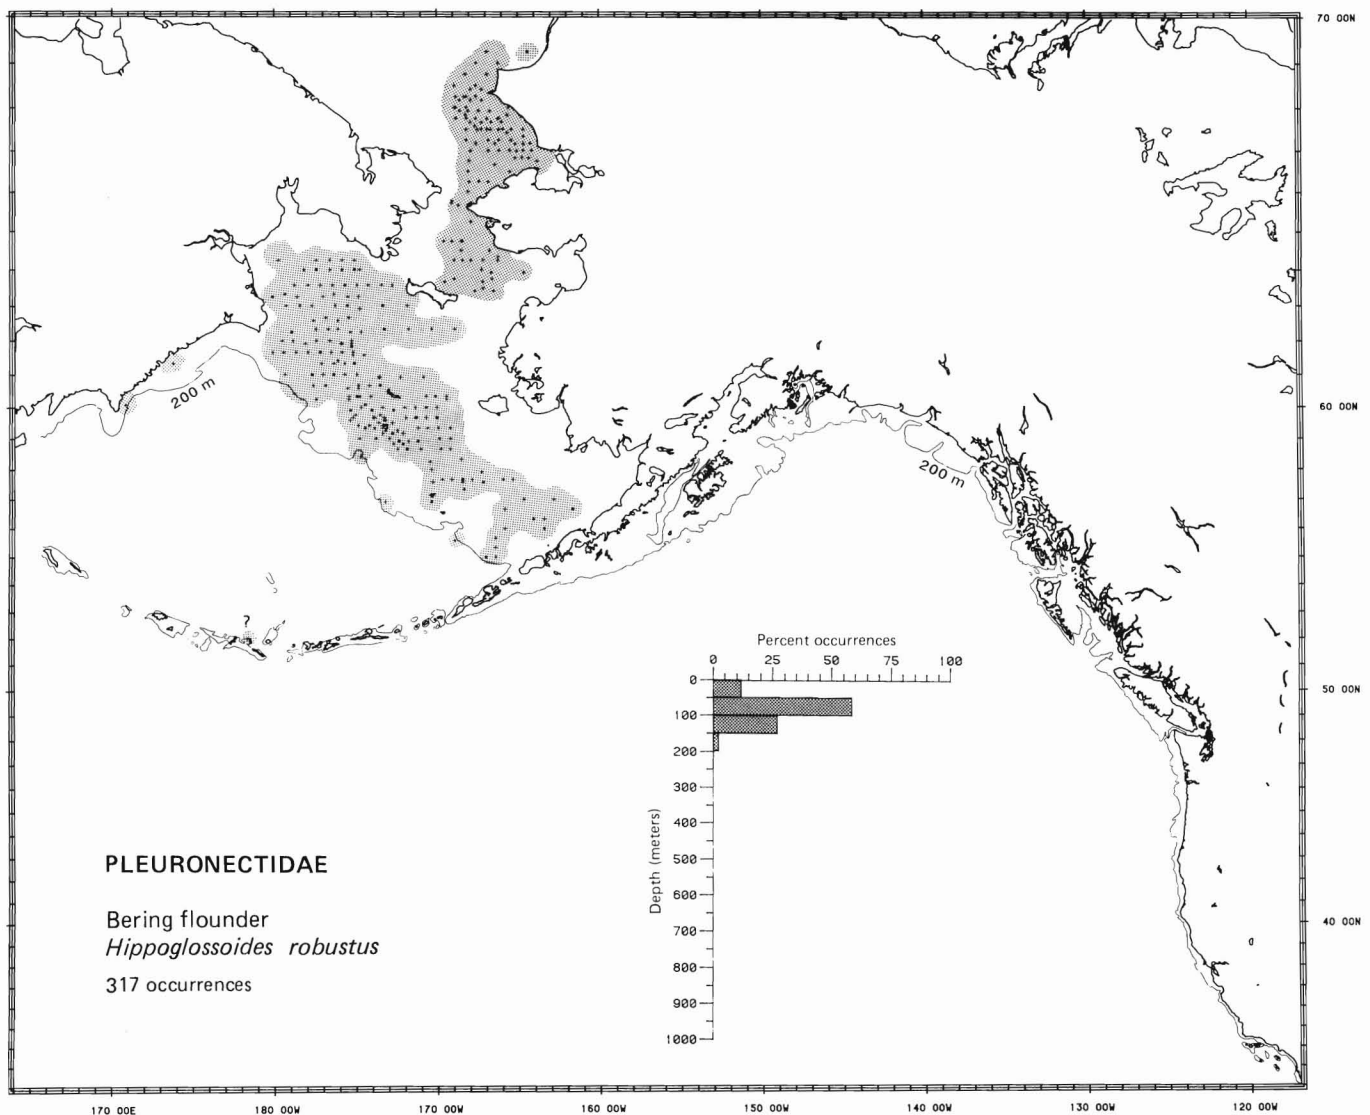 70 00N
200 m
60 00N
200 m
?
Percent occurrences
0 25 50 75 100
0
50 00N
100
200
300
400
500
600
700
800
900
1000
Depth (meters)
PLEURONECTIDAE
Bering flounder
Hippoglossoides robustus
317 occurrences
40 00N
170 00E 180 00W 170 00W 160 00W 150 00W 140 00W 130 00W 120 00W